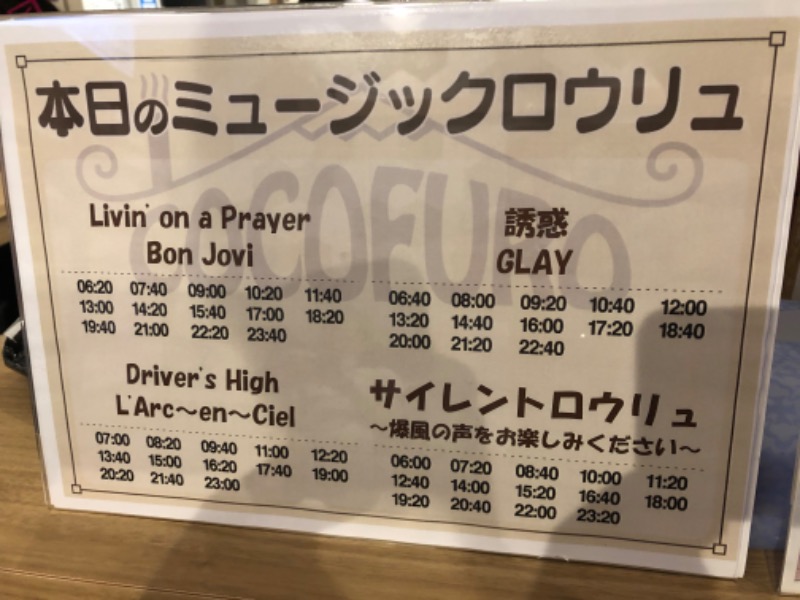 本日のミュージックロウリュ
COCOFURO
Livin' on a Prayer
Bon Jovi
06:20 07:40 09:00 10:20 11:40
13:00 14:20 15:40 17:00 18:20
19:40 21:00 22:20 23:40
誘惑
GLAY
06:40 08:00 09:20 10:40 12:00
13:20 14:40 16:00 17:20 18:40
20:00 21:20 22:40
Driver's High
L'Arc〜en〜Ciel
07:00 08:20 09:40 11:00 12:20
13:40 15:00 16:20 17:40 19:00
20:20 21:40 23:00
サイレントロウリュ
〜爆風の声をお楽しみください〜
06:00 07:20 08:40 10:00 11:20
12:40 14:00 15:20 16:40 18:00
19:20 20:40 22:00 23:20